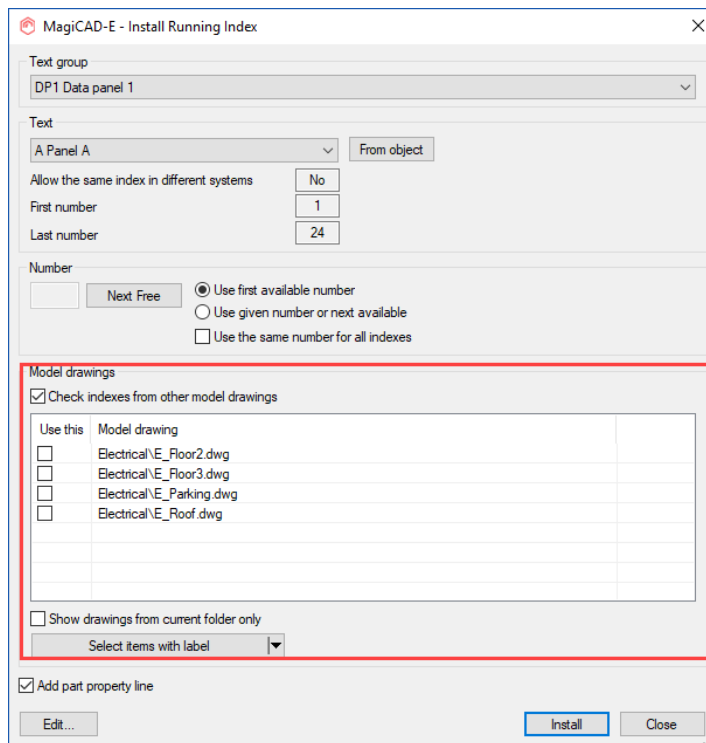 MagiCAD-E - Install Running Index
Text group
DP1 Data panel 1
Text
A Panel A
From object
Allow the same index in different systems
No
First number
1
Last number
24
Number
Next Free
Use first available number
Use given number or next available
Use the same number for all indexes
Model drawings
Check indexes from other model drawings
Use this Model drawing
Electrical\E_Floor2.dwg
Electrical\E_Floor3.dwg
Electrical\E_Parking.dwg
Electrical\E_Roof.dwg
Show drawings from current folder only
Select items with label
Add part property line
Edit... Install Close